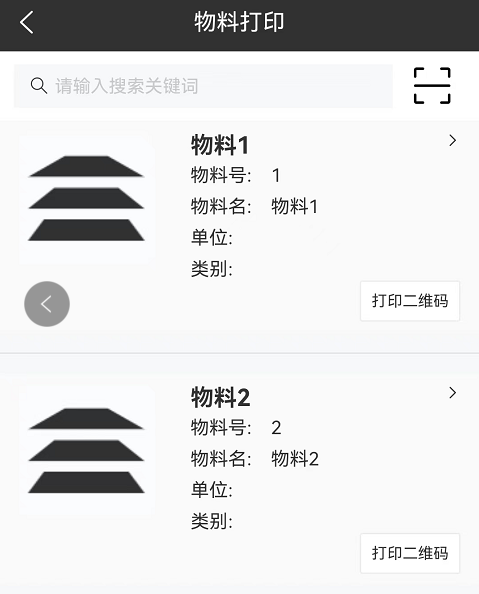 物料打印
请输入搜索关键词
物料1
物料号: 1
物料名: 物料1
单位:
类别:
打印二维码
物料2
物料号: 2
物料名: 物料2
单位:
类别:
打印二维码